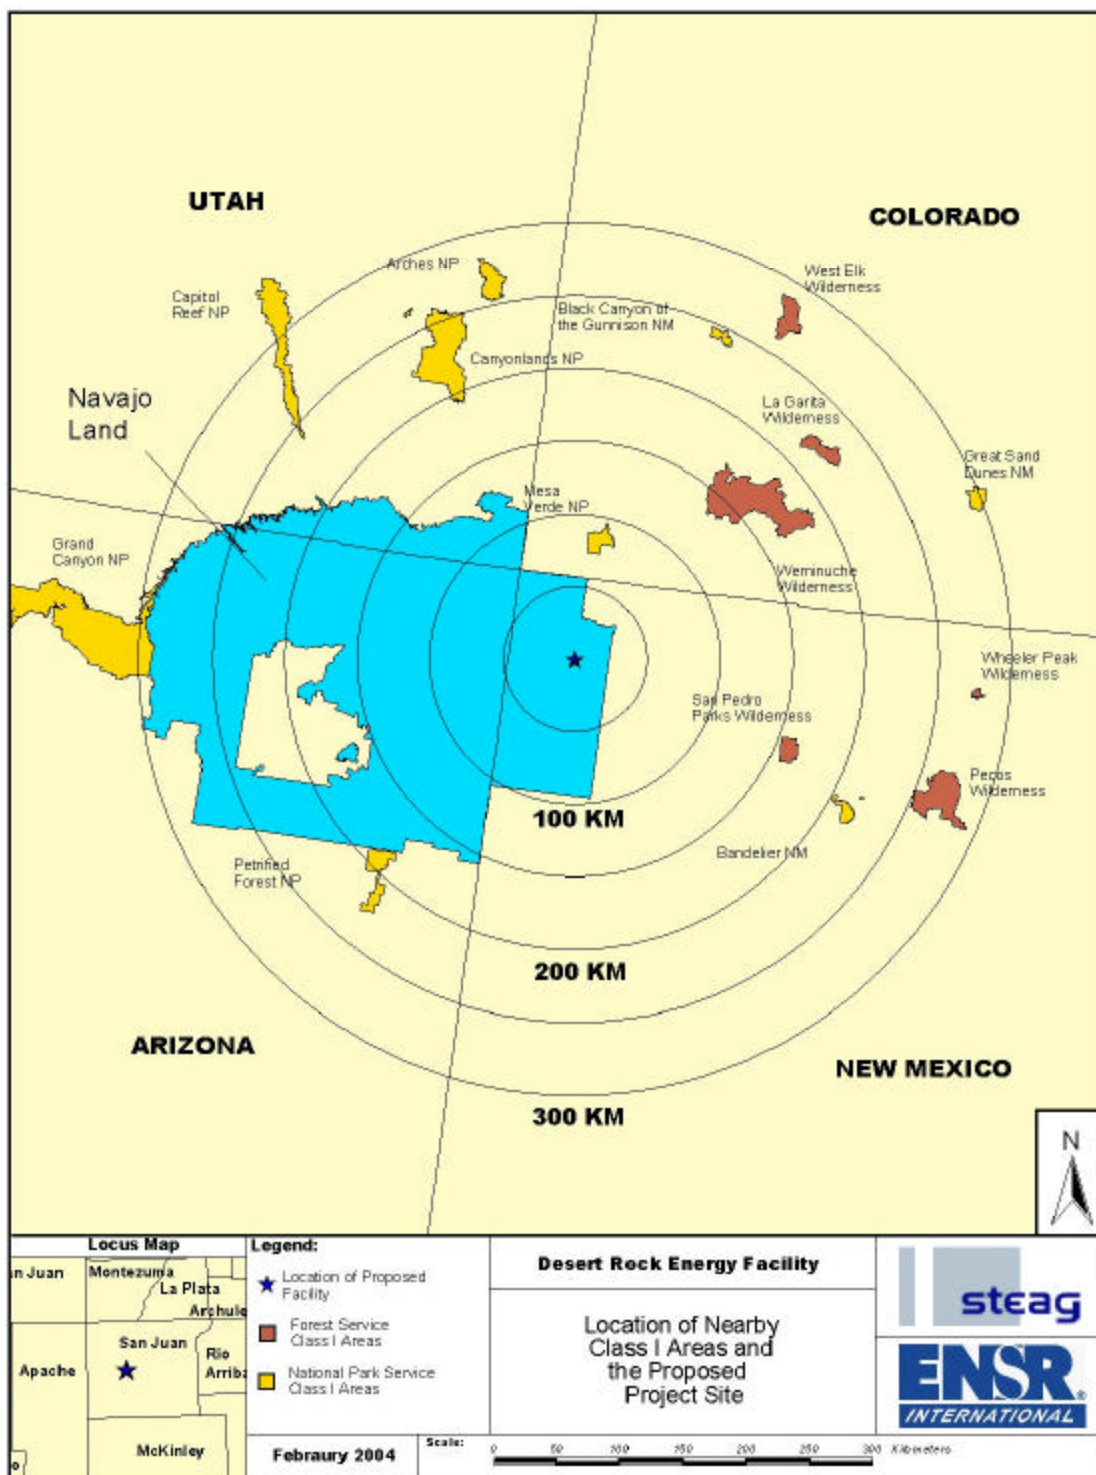 UTAH
COLORADO
Arches NP
West Elk
Wilderness
Capitol
Reef NP
Black Canyon of
the Gunnison NM
Canyonlands NP
Navajo
Land
La Garita
Wilderness
Great Sand
Dunes NM
Mesa
Verde NP
Grand
Canyon NP
Weminuche
Wilderness
Wheeler Peak
Wilderness
San Pedro
Parks Wilderness
Pecos
Wilderness
100 KM
Bandelier NM
Petrified
Forest NP
200 KM
ARIZONA
NEW MEXICO
300 KM
N
Locus Map
n Juan
Montezuma
La Plata
Archule
San Juan
Apache
Rio
Arriba
McKinley
o
Legend:
Location of Proposed
Facility
Forest Service
Class I Areas
National Park Service
Class I Areas
Febraury 2004
Desert Rock Energy Facility
Location of Nearby
Class I Areas and
the Proposed
Project Site
Scale:
0 50 100 150 200 250 300 Kilometers
steag
ENSR®
INTERNATIONAL